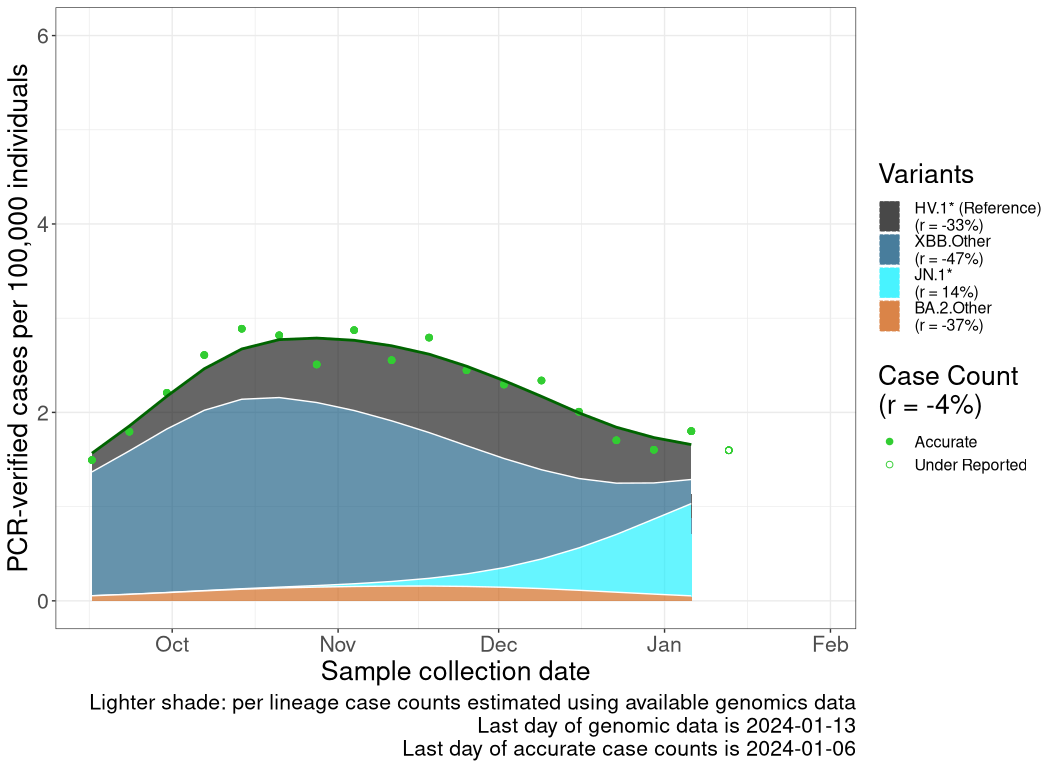 PCR-verified cases per 100,000 individuals
6
4
2
0
Oct
Nov
Dec
Jan
Feb
Sample collection date
Lighter shade: per lineage case counts estimated using available genomics data
Last day of genomic data is 2024-01-13
Last day of accurate case counts is 2024-01-06
Variants
HV.1* (Reference)
(r = -33%)
XBB.Other
(r = -47%)
JN.1*
(r = 14%)
BA.2.Other
(r = -37%)
Case Count
(r = -4%)
Accurate
Under Reported